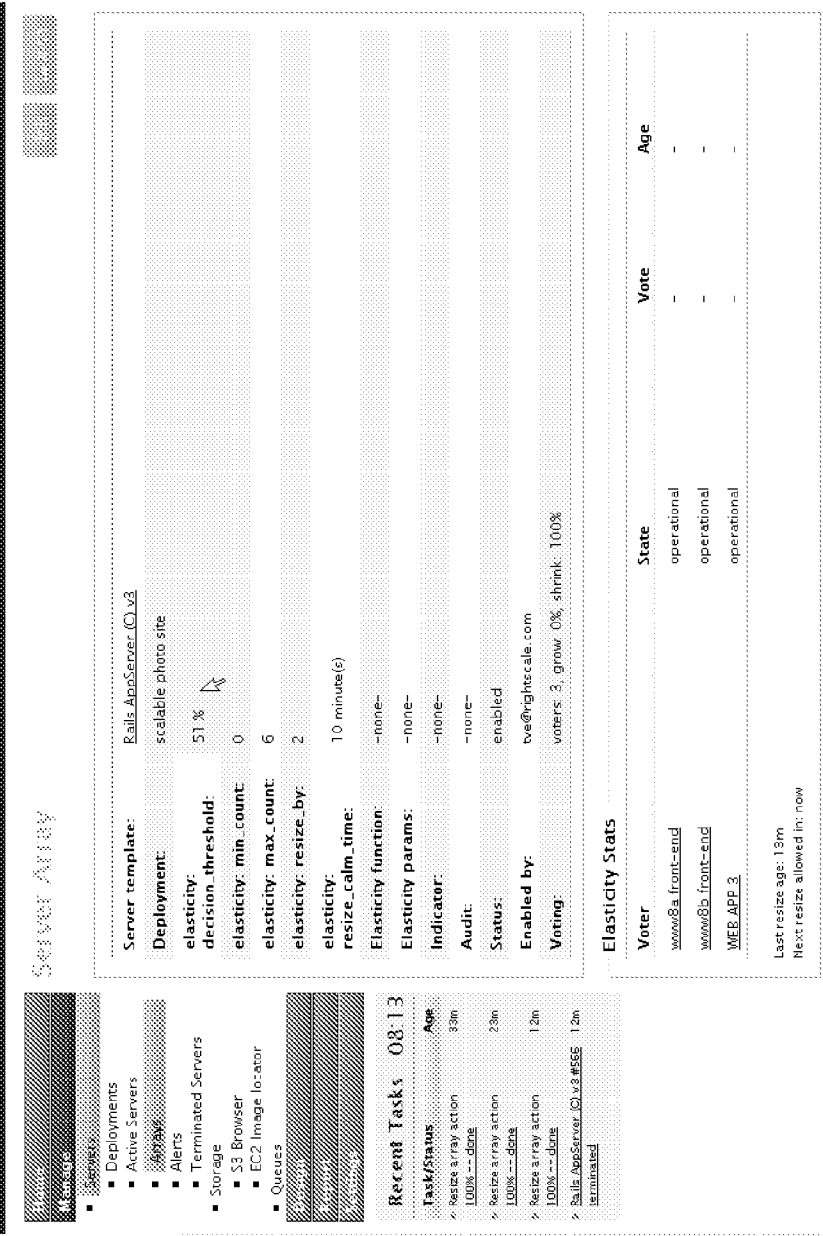 Server Array
Home
Manage
Servers
Deployments
Active Servers
Arrays
Alerts
Terminated Servers
Storage
S3 Browser
EC2 Image locator
Queues
Recent Tasks 08:13
Task/Status Age
Resize array action 33m
100% -- done
Resize array action 23m
100% -- done
Resize array action 12m
100% -- done
Rails AppServer (C) v3 #566 12m
terminated
Server template: Rails AppServer (C) v3
Deployment: scalable photo site
elasticity:
decision_threshold: 51 %
elasticity: min_count: 0
elasticity: max_count: 6
elasticity: resize_by: 2
elasticity:
resize_calm_time: 10 minute(s)
Elasticity function: -none-
Elasticity params: -none-
Indicator: -none-
Audit: -none-
Status: enabled
Enabled by: tve@rightscale.com
Voting: voters: 3, grow: 0%, shrink: 100%
Elasticity Stats
Voter State Vote Age
www8a front-end operational - -
www8b front-end operational - -
WEB APP 3 operational - -
Last resize age: 13m
Next resize allowed in: now